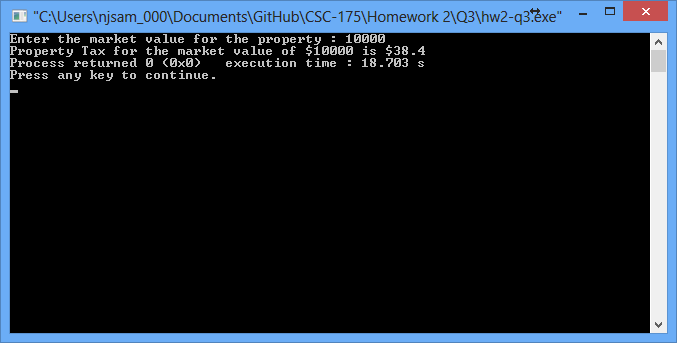 "C:\Users\njsam_000\Documents\GitHub\CSC-175\Homework 2\Q3\hw2-q3.exe"
Enter the market value for the property : 10000
Property Tax for the market value of $10000 is $38.4
Process returned 0 (0x0)   execution time : 18.703 s
Press any key to continue.